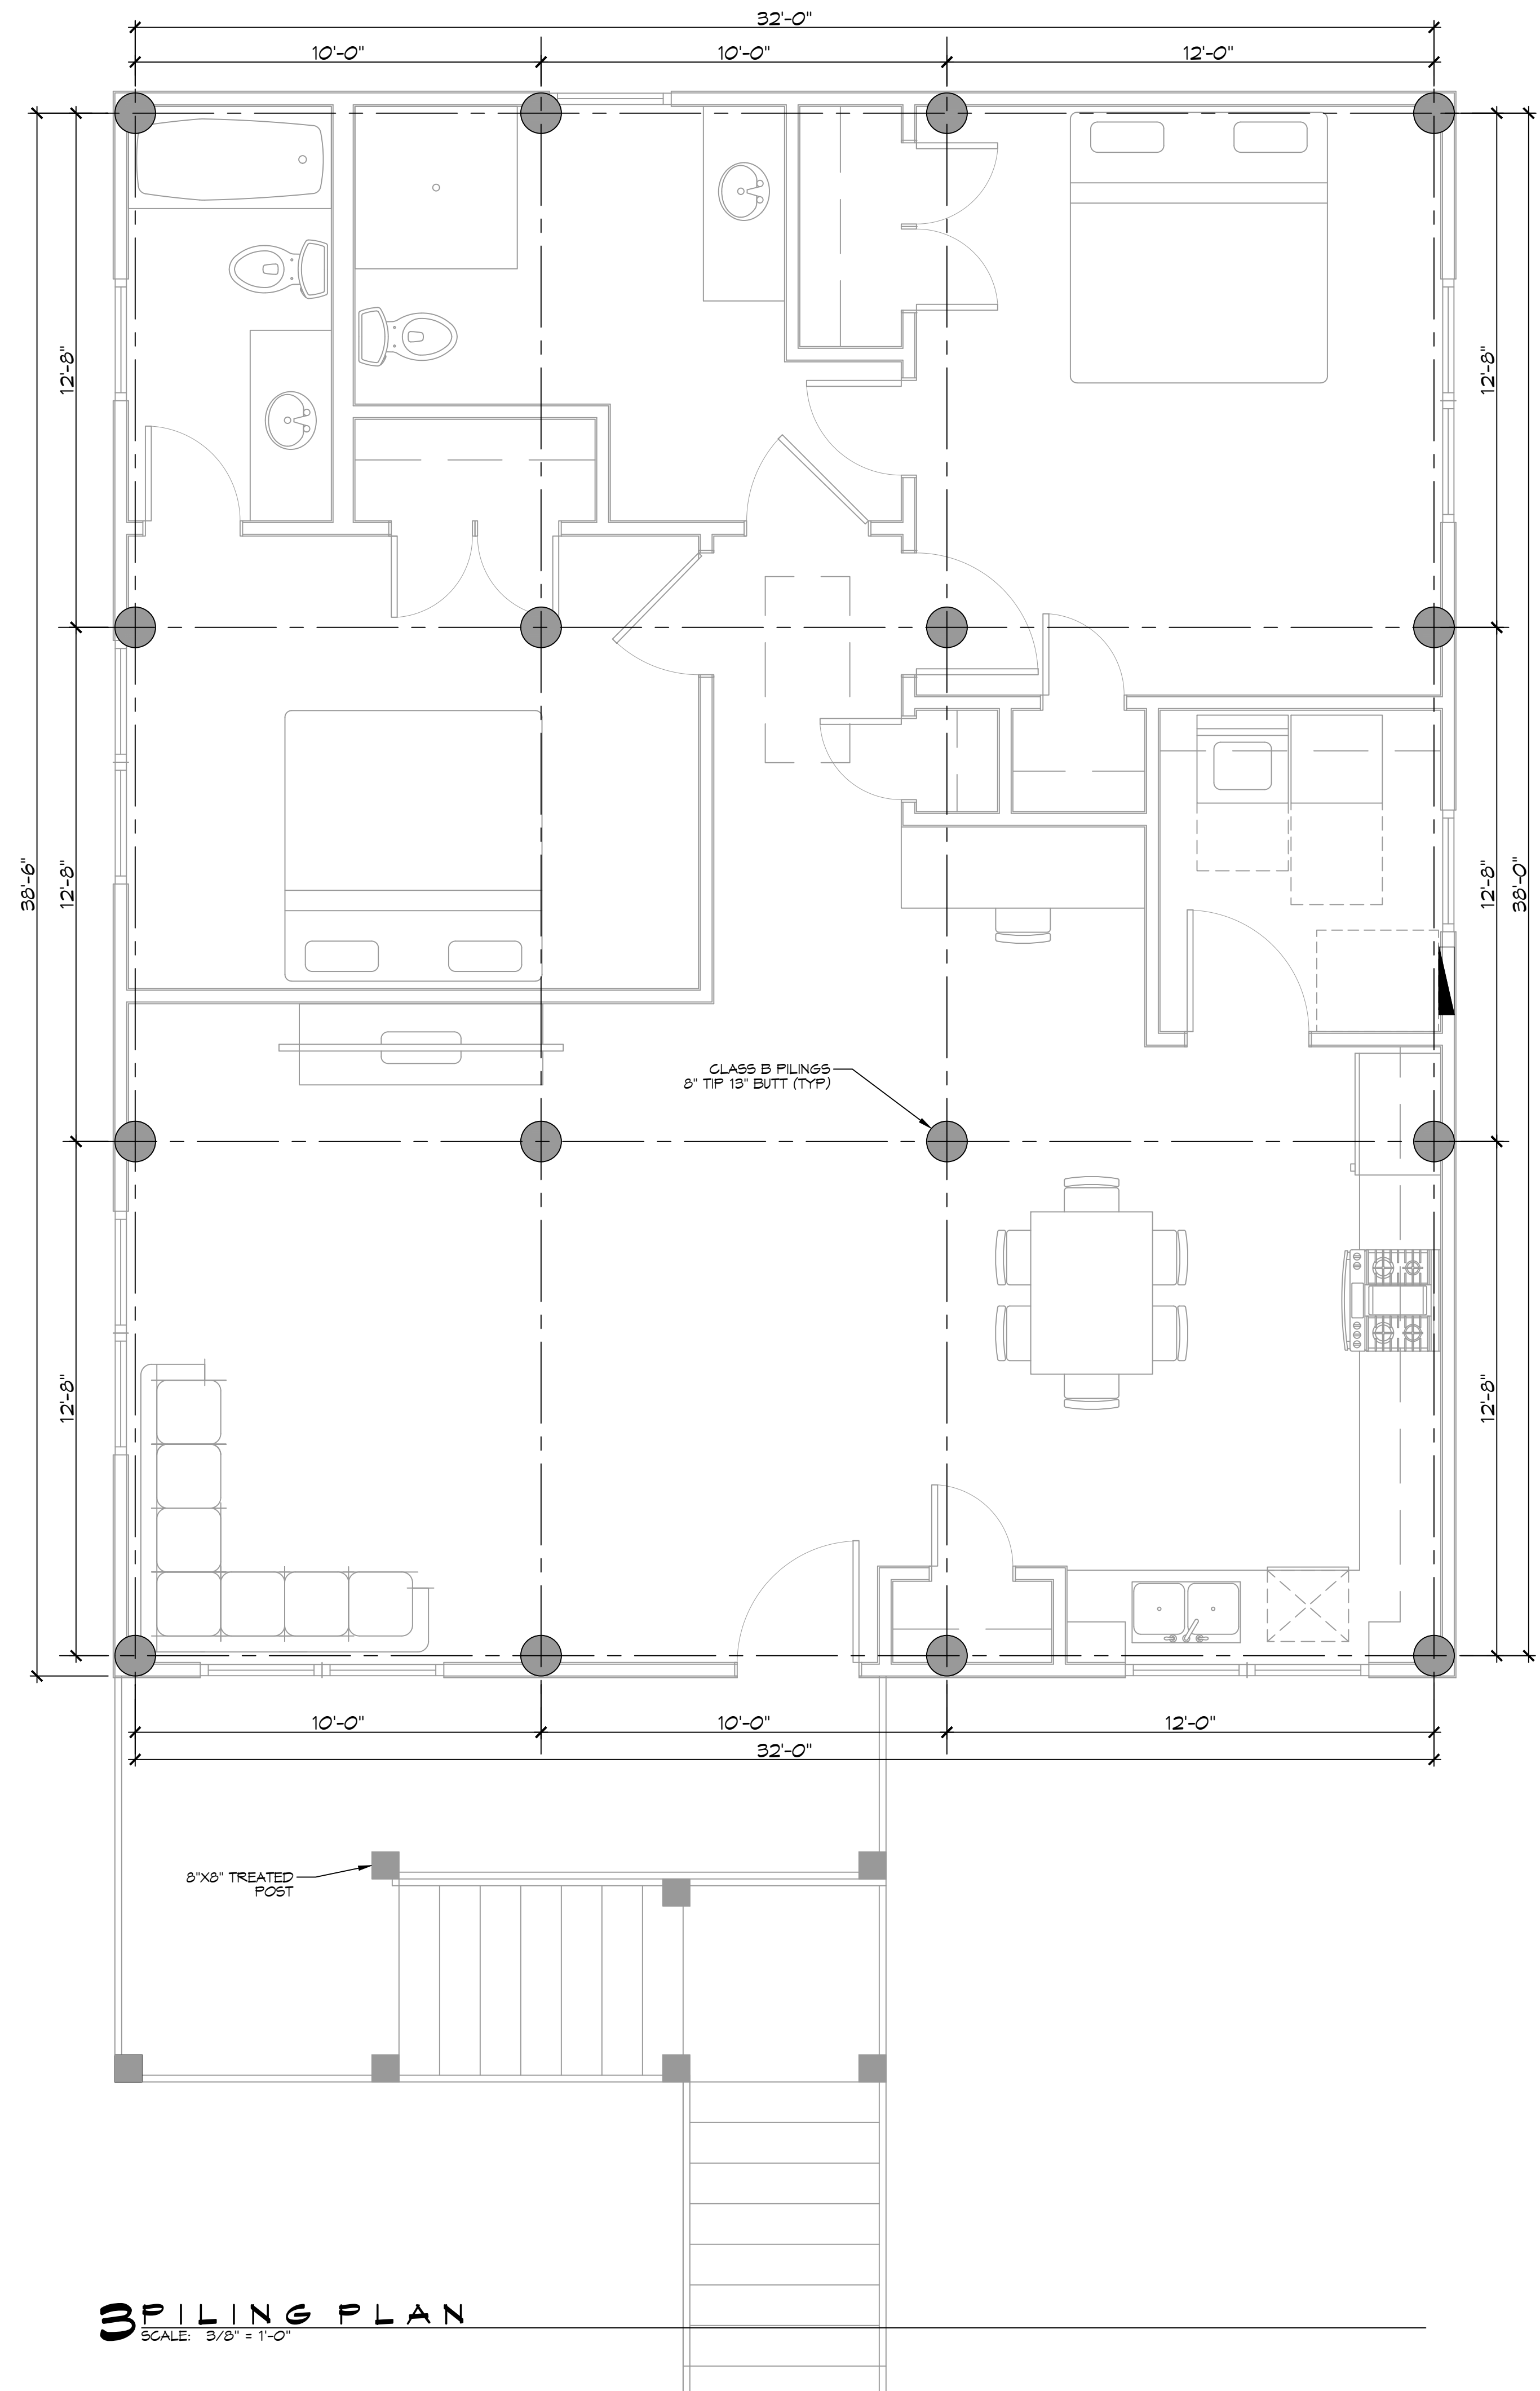 32'-0"
10'-0"
10'-0"
12'-0"
12'-8"
12'-8"
38'-6"
12'-8"
12'-8"
38'-0"
CLASS B PILINGS
8" TIP 13" BUTT (TYP)
12'-8"
12'-8"
10'-0"
10'-0"
12'-0"
32'-0"
8"X8" TREATED
POST
3 PILING PLAN
SCALE: 3/8" = 1'-0"